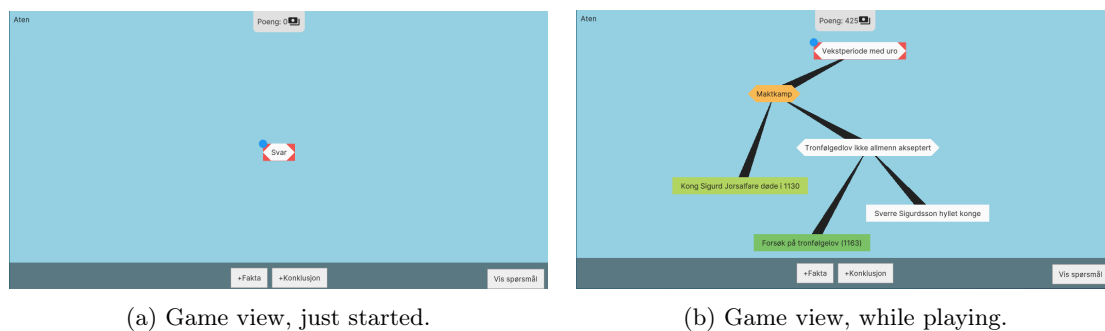 Aten
Poeng: 0
Svar
+Fakta
+Konklusjon
Vis spørsmål
(a) Game view, just started.
Aten
Poeng: 425
Vekstperiode med uro
Maktkamp
Tronfølgedlov ikke allmenn akseptert
Kong Sigurd Jorsalfare døde i 1130
Sverre Sigurdsson hyllet konge
Forsøk på tronfølgelov (1163)
+Fakta
+Konklusjon
Vis spørsmål
(b) Game view, while playing.